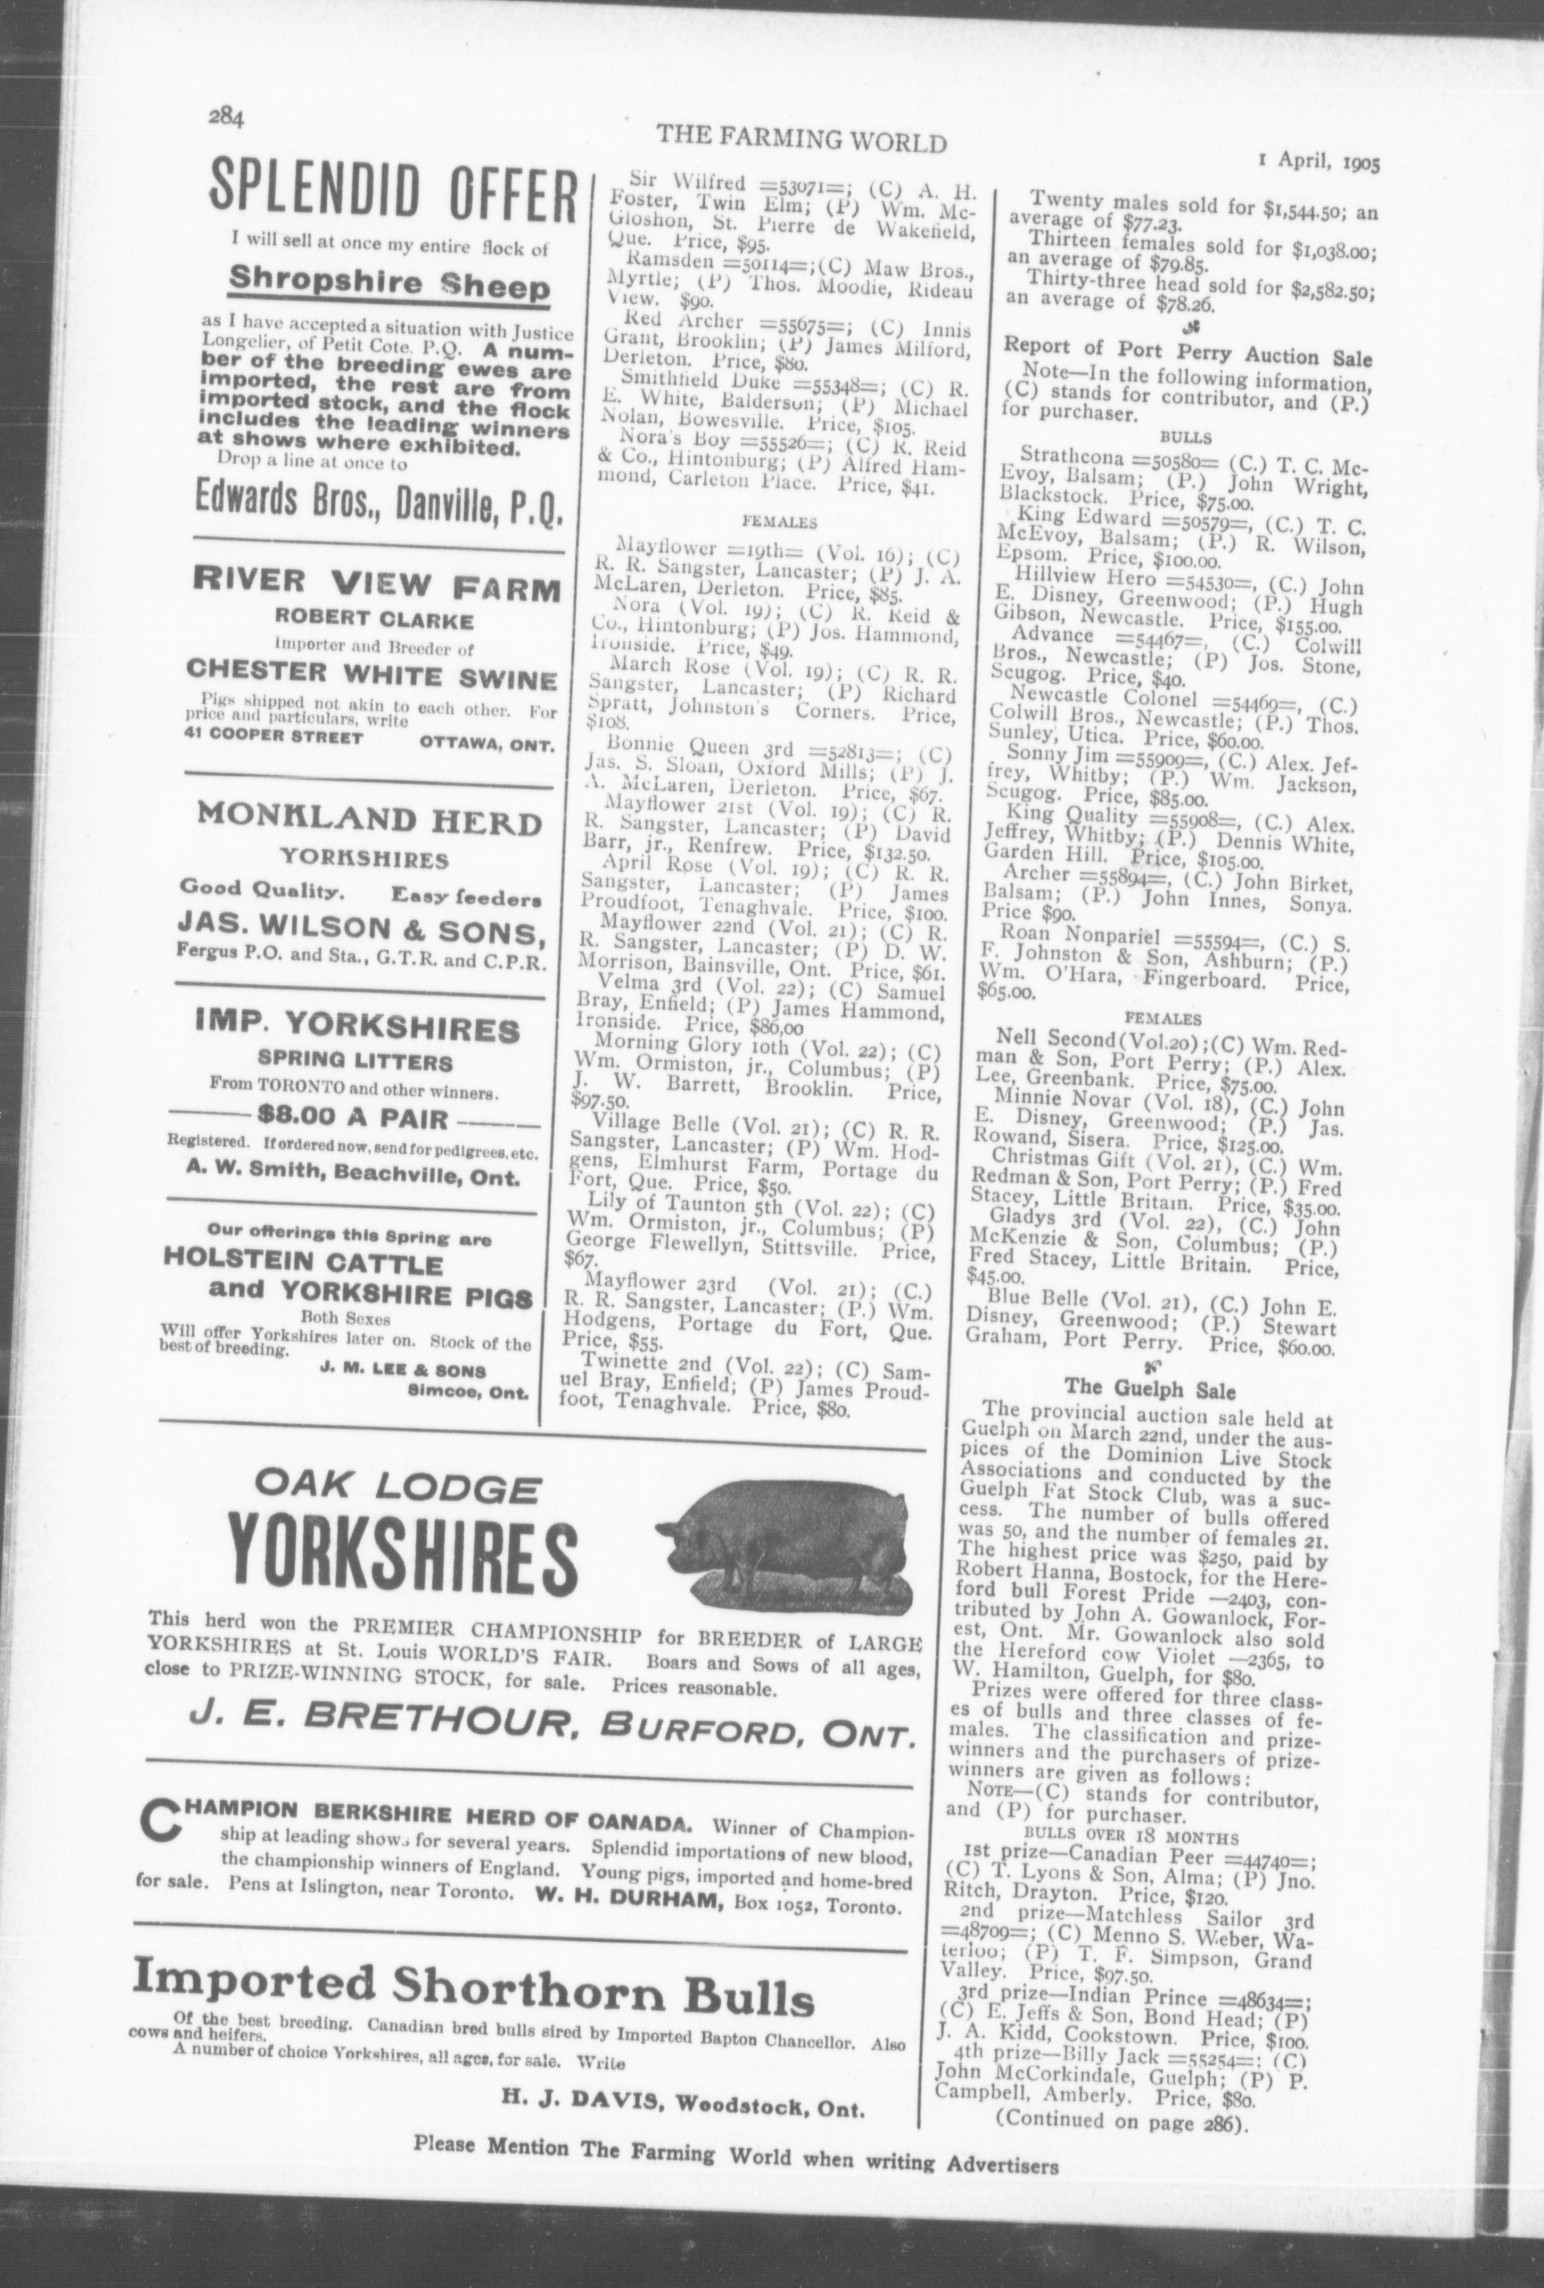 284
THE FARMING WORLD
1 April, 1905
SPLENDID OFFER
I will sell at once my entire flock of
Shropshire Sheep
as I have accepted a situation with Justice
Longelier, of Petit Cote, P.Q. A num-
ber of the breeding ewes are
imported, the rest are from
imported stock, and the flock
includes the leading winners
at shows where exhibited.
Drop a line at once to
Edwards Bros., Danville, P.Q.
RIVER VIEW FARM
ROBERT CLARKE
Importer and Breeder of
CHESTER WHITE SWINE
Pigs shipped not akin to each other. For
price and particulars, write
41 COOPER STREET OTTAWA, ONT.
MONKLAND HERD
YORKSHIRES
Good Quality. Easy feeders
JAS. WILSON & SONS,
Fergus P.O. and Sta., G.T.R. and C.P.R.
IMP. YORKSHIRES
SPRING LITTERS
From TORONTO and other winners.
$8.00 A PAIR
Registered. If ordered now, send for pedigrees, etc.
A. W. Smith, Beachville, Ont.
Our offerings this Spring are
HOLSTEIN CATTLE
and YORKSHIRE PIGS
Both Sexes
Will offer Yorkshires later on. Stock of the
best of breeding.
J. M. LEE & SONS
Simcoe, Ont.
Sir Wilfred =53071=; (C) A. H.
Foster, Twin Elm; (P) Wm. Mc-
Gloshon, St. Pierre de Wakefield,
Que. Price, $95.
Ramsden =50114=;(C) Maw Bros.,
Myrtle; (P) Thos. Moodie, Rideau
View. $90.
Red Archer =55675=; (C) Innis
Grant, Brooklin; (P) James Milford,
Derleton. Price, $80.
Smithfield Duke =55348=; (C) R.
E. White, Balderson; (P) Michael
Nolan, Bowesville. Price, $105.
Nora's Boy =55526=; (C) R. Reid
& Co., Hintonburg; (P) Alfred Ham-
mond, Carleton Place. Price, $41.
FEMALES
Mayflower =19th= (Vol. 16); (C)
R. R. Sangster, Lancaster; (P) J. A.
McLaren, Derleton. Price, $85.
Nora (Vol. 19); (C) R. Reid &
Co., Hintonburg; (P) Jos. Hammond,
Ironside. Price, $49.
March Rose (Vol. 19); (C) R. R.
Sangster, Lancaster; (P) Richard
Spratt, Johnston's Corners. Price,
$108.
Bonnie Queen 3rd =52813=; (C)
Jas. S. Sloan, Oxford Mills; (P) J.
A. McLaren, Derleton. Price, $67.
Mayflower 21st (Vol. 19); (C) R.
R. Sangster, Lancaster; (P) David
Barr, jr., Renfrew. Price, $132.50.
April Rose (Vol. 19); (C) R. R.
Sangster, Lancaster; (P) James
Proudfoot, Tenaghvale. Price, $100.
Mayflower 22nd (Vol. 21); (C) R.
R. Sangster, Lancaster; (P) D. W.
Morrison, Bainsville, Ont. Price, $61.
Velma 3rd (Vol. 22); (C) Samuel
Bray, Enfield; (P) James Hammond,
Ironside. Price, $86,00
Morning Glory 10th (Vol. 22); (C)
Wm. Ormiston, jr., Columbus; (P)
J. W. Barrett, Brooklin. Price,
$97.50.
Village Belle (Vol. 21); (C) R. R.
Sangster, Lancaster; (P) Wm. Hod-
gens, Elmhurst Farm, Portage du
Fort, Que. Price, $50.
Lily of Taunton 5th (Vol. 22); (C)
Wm. Ormiston, jr., Columbus; (P)
George Flewellyn, Stittsville. Price,
$67.
Mayflower 23rd (Vol. 21); (C.)
R. R. Sangster, Lancaster; (P.) Wm.
Hodgens, Portage du Fort, Que.
Price, $55.
Twinette 2nd (Vol. 22); (C) Sam-
uel Bray, Enfield; (P) James Proud-
foot, Tenaghvale. Price, $80.
OAK LODGE
YORKSHIRES
This herd won the PREMIER CHAMPIONSHIP for BREEDER of LARGE
YORKSHIRES at St. Louis WORLD'S FAIR. Boars and Sows of all ages,
close to PRIZE-WINNING STOCK, for sale. Prices reasonable.
J. E. BRETHOUR, BURFORD, ONT.
CHAMPION BERKSHIRE HERD OF CANADA. Winner of Champion-
ship at leading shows for several years. Splendid importations of new blood,
the championship winners of England. Young pigs, imported and home-bred
for sale. Pens at Islington, near Toronto. W. H. DURHAM, Box 1052, Toronto.
Imported Shorthorn Bulls
Of the best breeding. Canadian bred bulls sired by Imported Bapton Chancellor. Also
cows and heifers.
A number of choice Yorkshires, all ages, for sale. Write
H. J. DAVIS, Woodstock, Ont.
Twenty males sold for $1,544.50; an
average of $77.23.
Thirteen females sold for $1,038.00;
an average of $79.85.
Thirty-three head sold for $2,582.50;
an average of $78.26.
Report of Port Perry Auction Sale
Note—In the following information,
(C) stands for contributor, and (P.)
for purchaser.
BULLS
Strathcona =50580= (C.) T. C. Mc-
Evoy, Balsam; (P.) John Wright,
Blackstock. Price, $75.00.
King Edward =50579=, (C.) T. C.
McEvoy, Balsam; (P.) R. Wilson,
Epsom. Price, $100.00.
Hillview Hero =54530=, (C.) John
E. Disney, Greenwood; (P.) Hugh
Gibson, Newcastle. Price, $155.00.
Advance =54467=, (C.) Colwill
Bros., Newcastle; (P) Jos. Stone,
Scugog. Price, $40.
Newcastle Colonel =54469=, (C.)
Colwill Bros., Newcastle; (P.) Thos.
Sunley, Utica. Price, $60.00.
Sonny Jim =55909=, (C.) Alex. Jef-
frey, Whitby; (P.) Wm. Jackson,
Scugog. Price, $85.00.
King Quality =55908=, (C.) Alex.
Jeffrey, Whitby; (P.) Dennis White,
Garden Hill. Price, $105.00.
Archer =55894=, (C.) John Birket,
Balsam; (P.) John Innes, Sonya.
Price $90.
Roan Nonpariel =55594=, (C.) S.
F. Johnston & Son, Ashburn; (P.)
Wm. O'Hara, Fingerboard. Price,
$65.00.
FEMALES
Nell Second(Vol.20);(C) Wm. Red-
man & Son, Port Perry; (P.) Alex.
Lee, Greenbank. Price, $75.00.
Minnie Novar (Vol. 18), (C.) John
E. Disney, Greenwood; (P.) Jas.
Rowand, Sisera. Price, $125.00.
Christmas Gift (Vol. 21), (C.) Wm.
Redman & Son, Port Perry; (P.) Fred
Stacey, Little Britain. Price, $35.00.
Gladys 3rd (Vol. 22), (C.) John
McKenzie & Son, Columbus; (P.)
Fred Stacey, Little Britain. Price,
$45.00.
Blue Belle (Vol. 21), (C.) John E.
Disney, Greenwood; (P.) Stewart
Graham, Port Perry. Price, $60.00.
The Guelph Sale
The provincial auction sale held at
Guelph on March 22nd, under the aus-
pices of the Dominion Live Stock
Associations and conducted by the
Guelph Fat Stock Club, was a suc-
cess. The number of bulls offered
was 50, and the number of females 21.
The highest price was $250, paid by
Robert Hanna, Bostock, for the Here-
ford bull Forest Pride —2403, con-
tributed by John A. Gowanlock, For-
est, Ont. Mr. Gowanlock also sold
the Hereford cow Violet —2365, to
W. Hamilton, Guelph, for $80.
Prizes were offered for three class-
es of bulls and three classes of fe-
males. The classification and prize-
winners and the purchasers of prize-
winners are given as follows:
NOTE—(C) stands for contributor,
and (P) for purchaser.
BULLS OVER 18 MONTHS
1st prize—Canadian Peer =44740=;
(C) T. Lyons & Son, Alma; (P) Jno.
Ritch, Drayton. Price, $120.
2nd prize—Matchless Sailor 3rd
=48709=; (C) Menno S. Weber, Wa-
terloo; (P) T. F. Simpson, Grand
Valley. Price, $97.50.
3rd prize—Indian Prince =48634=;
(C) E. Jeffs & Son, Bond Head; (P)
J. A. Kidd, Cookstown. Price, $100.
4th prize—Billy Jack =55254=: (C)
John McCorkindale, Guelph; (P) P.
Campbell, Amberly. Price, $80.
(Continued on page 286).
Please Mention The Farming World when writing Advertisers